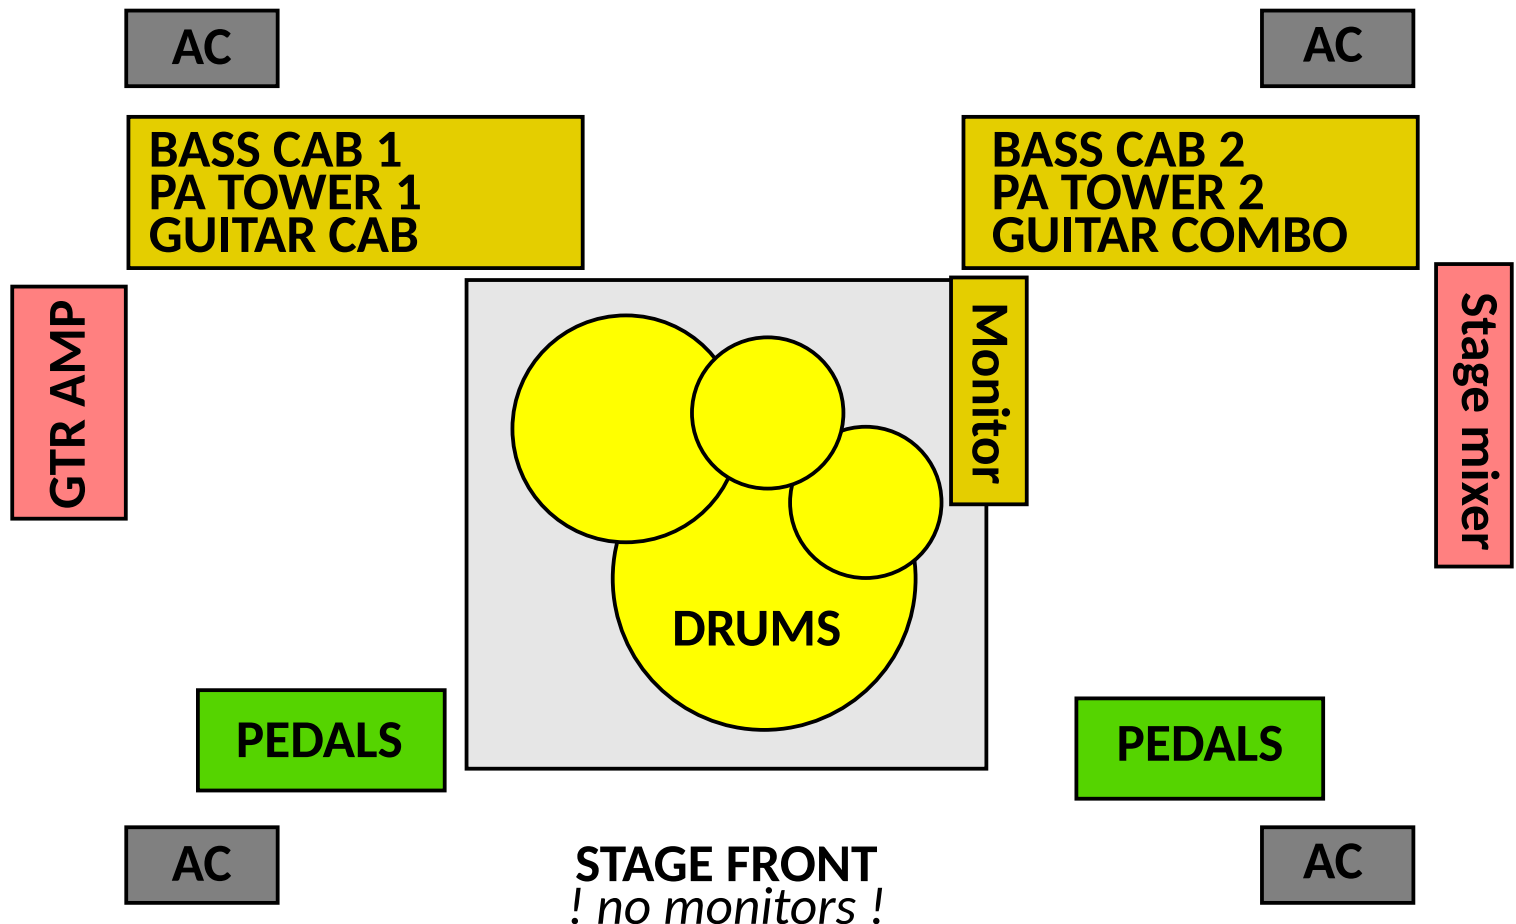 AC
AC
BASS CAB 1
PA TOWER 1
GUITAR CAB
BASS CAB 2
PA TOWER 2
GUITAR COMBO
GTR AMP
Monitor
Stage mixer
DRUMS
PEDALS
PEDALS
AC
STAGE FRONT
! no monitors !
AC